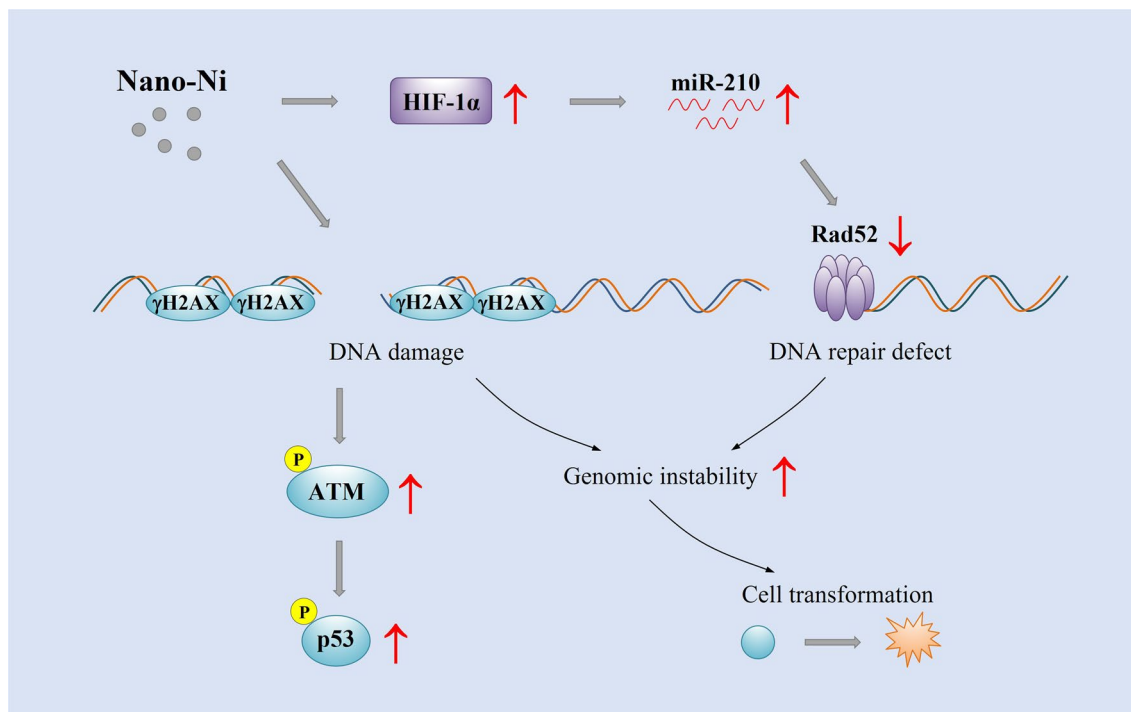 Nano-Ni
HIF-1α
miR-210
Rad52
γH2AX
γH2AX
γH2AX
γH2AX
DNA damage
DNA repair defect
P
ATM
Genomic instability
P
p53
Cell transformation